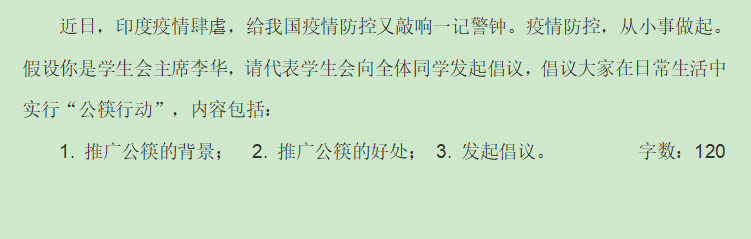 近日，印度疫情肆虐，给我国疫情防控又敲响一记警钟。疫情防控，从小事做起。
假设你是学生会主席李华，请代表学生会向全体同学发起倡议，倡议大家在日常生活中
实行“公筷行动”，内容包括：
1. 推广公筷的背景； 2. 推广公筷的好处； 3. 发起倡议。 字数：120